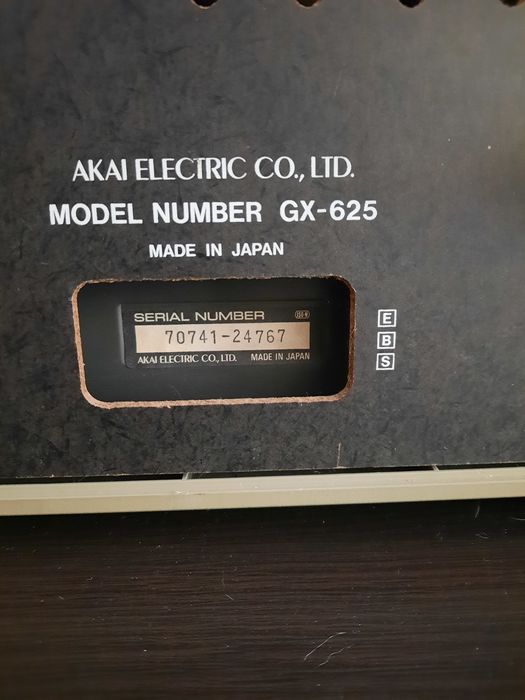 AKAI ELECTRIC CO., LTD.
MODEL NUMBER GX-625
MADE IN JAPAN
SERIAL NUMBER
70741-24767
AKAI ELECTRIC CO., LTD. MADE IN JAPAN
E
B
S